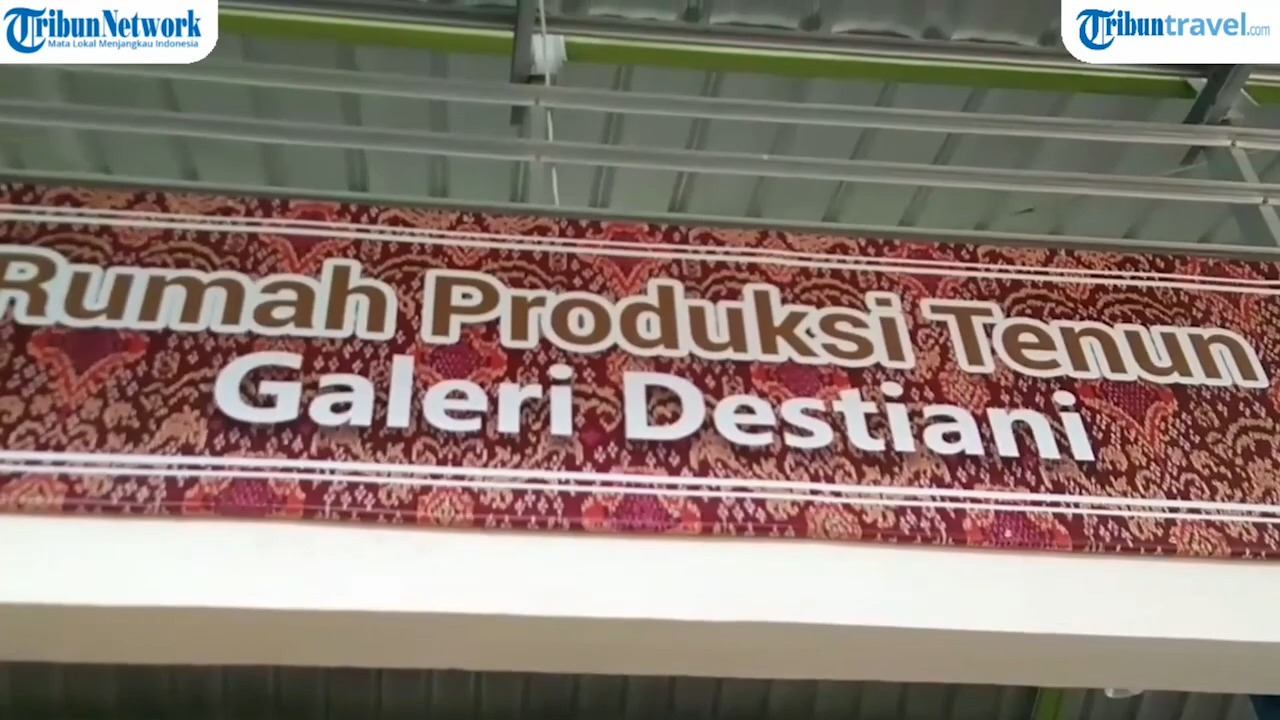 TribunNetwork
Mata Lokal Menjangkau Indonesia
Tribuntravel.com
Rumah Produksi Tenun
Galeri Destiani